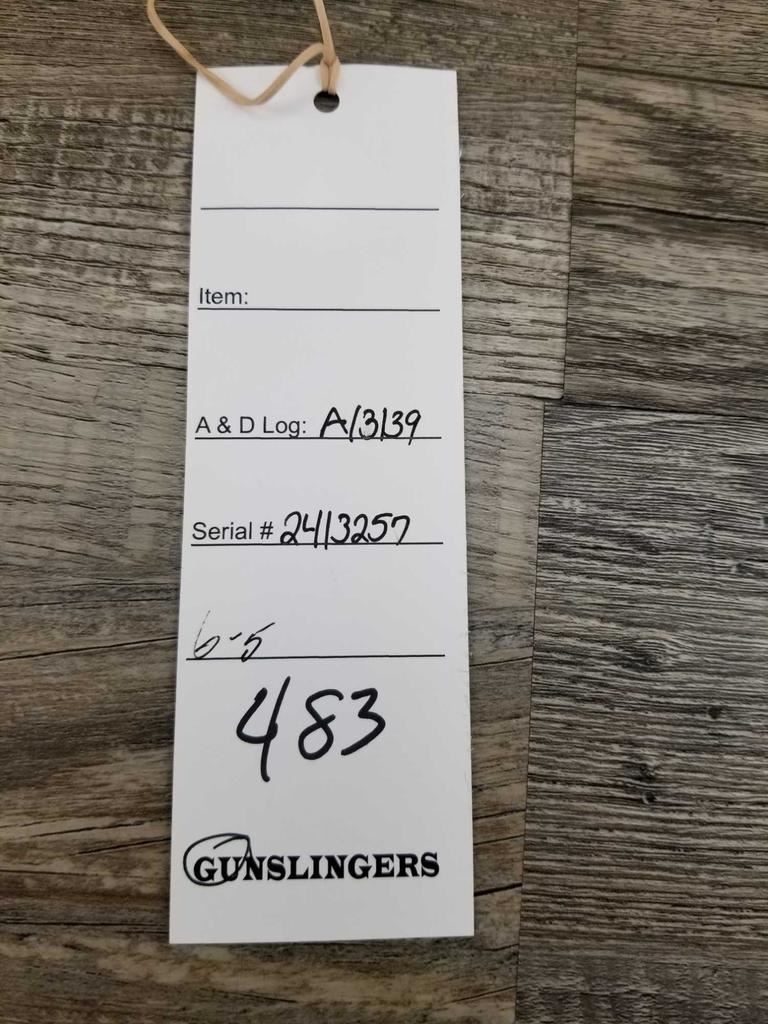 Item:
A & D Log: A13139
Serial # 2413257
6-5
483
GUNSLINGERS